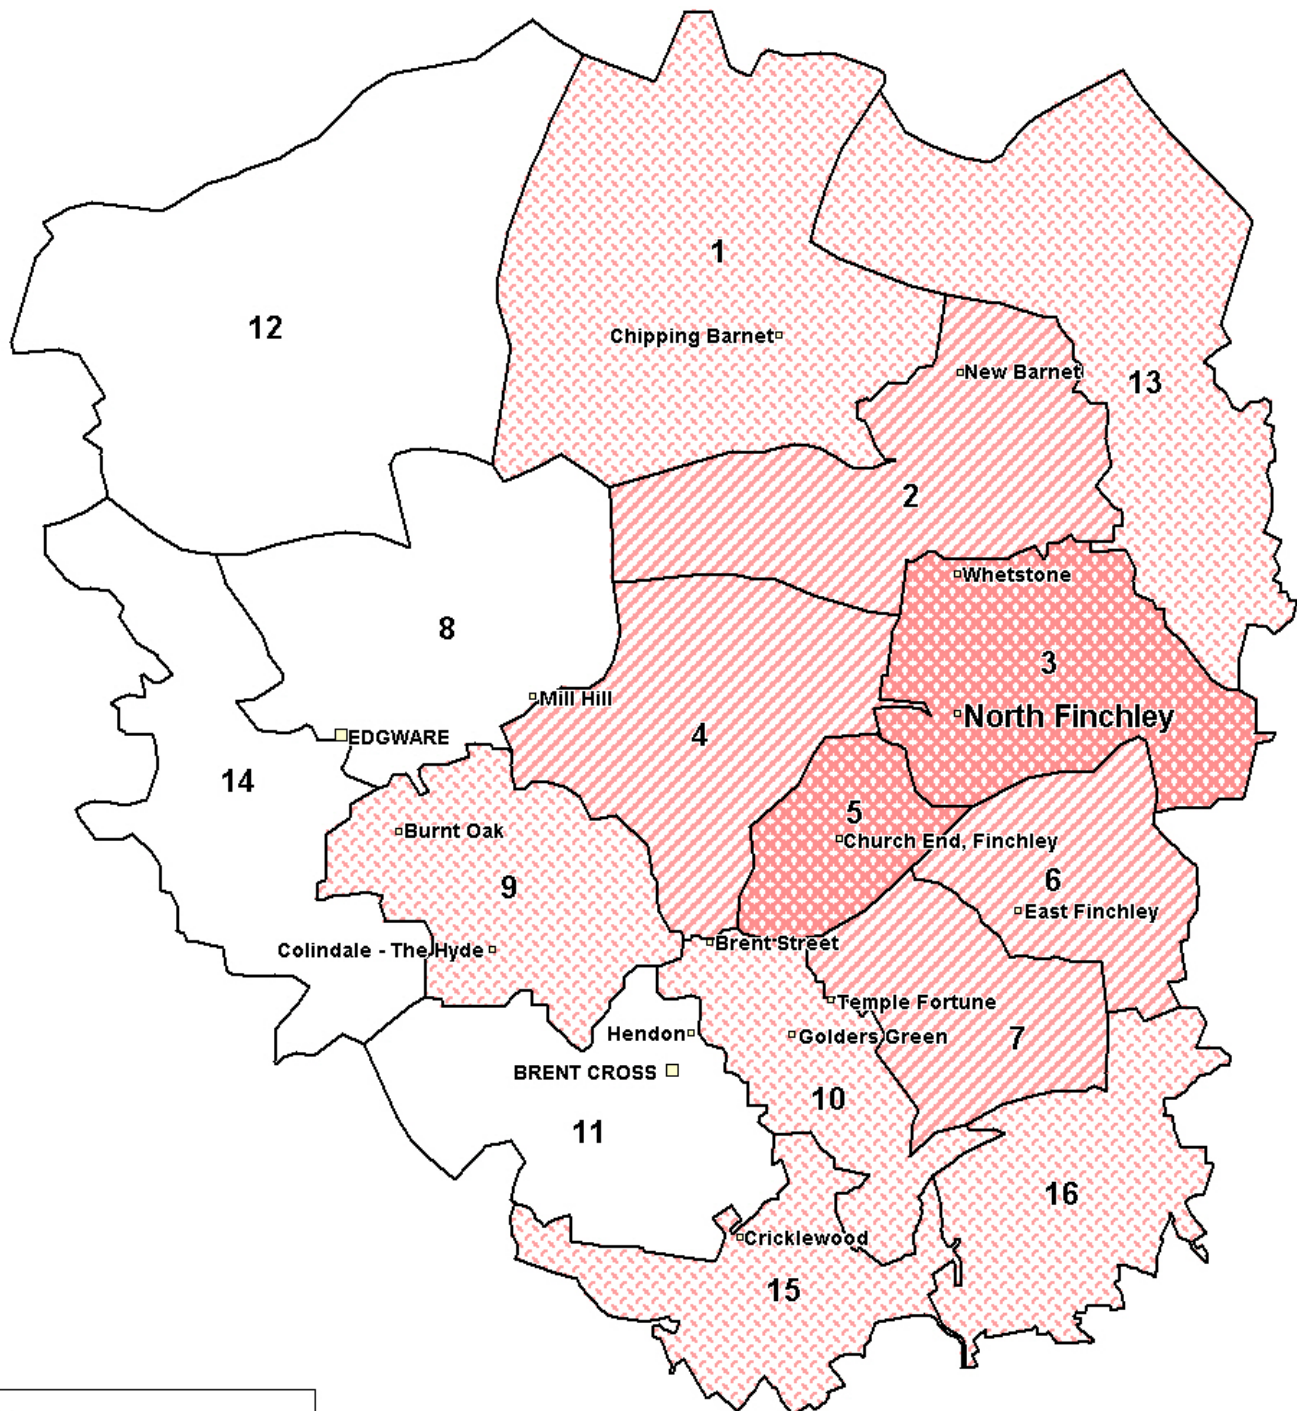 1
12
Chipping Barnet
New Barnet
13
2
Whetstone
8
3
Mill Hill
North Finchley
EDGWARE
4
14
5
Burnt Oak
Church End, Finchley
9
6
East Finchley
Colindale - The Hyde
Brent Street
Temple Fortune
Hendon
Golders Green
7
BRENT CROSS
10
11
16
Cricklewood
15